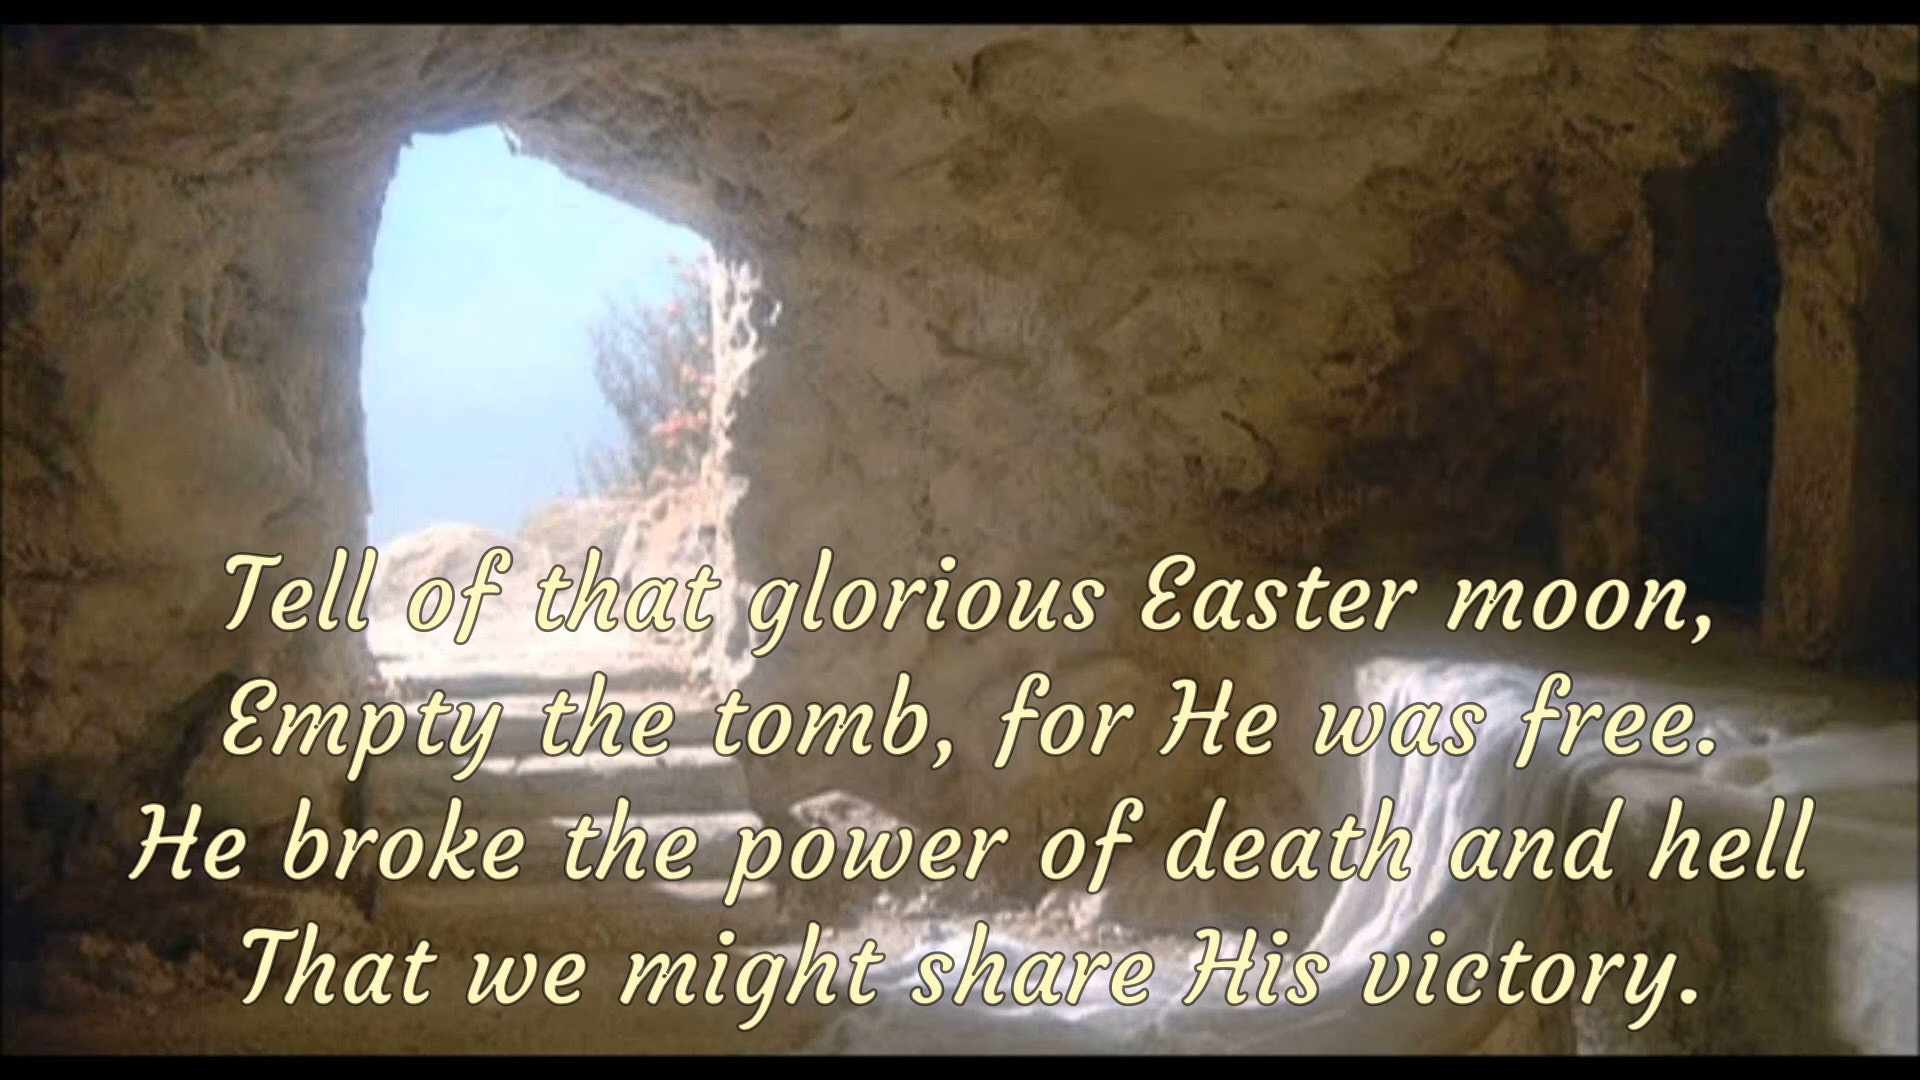 Tell of that glorious Easter moon,
Empty the tomb, for He was free.
He broke the power of death and hell
That we might share His victory.